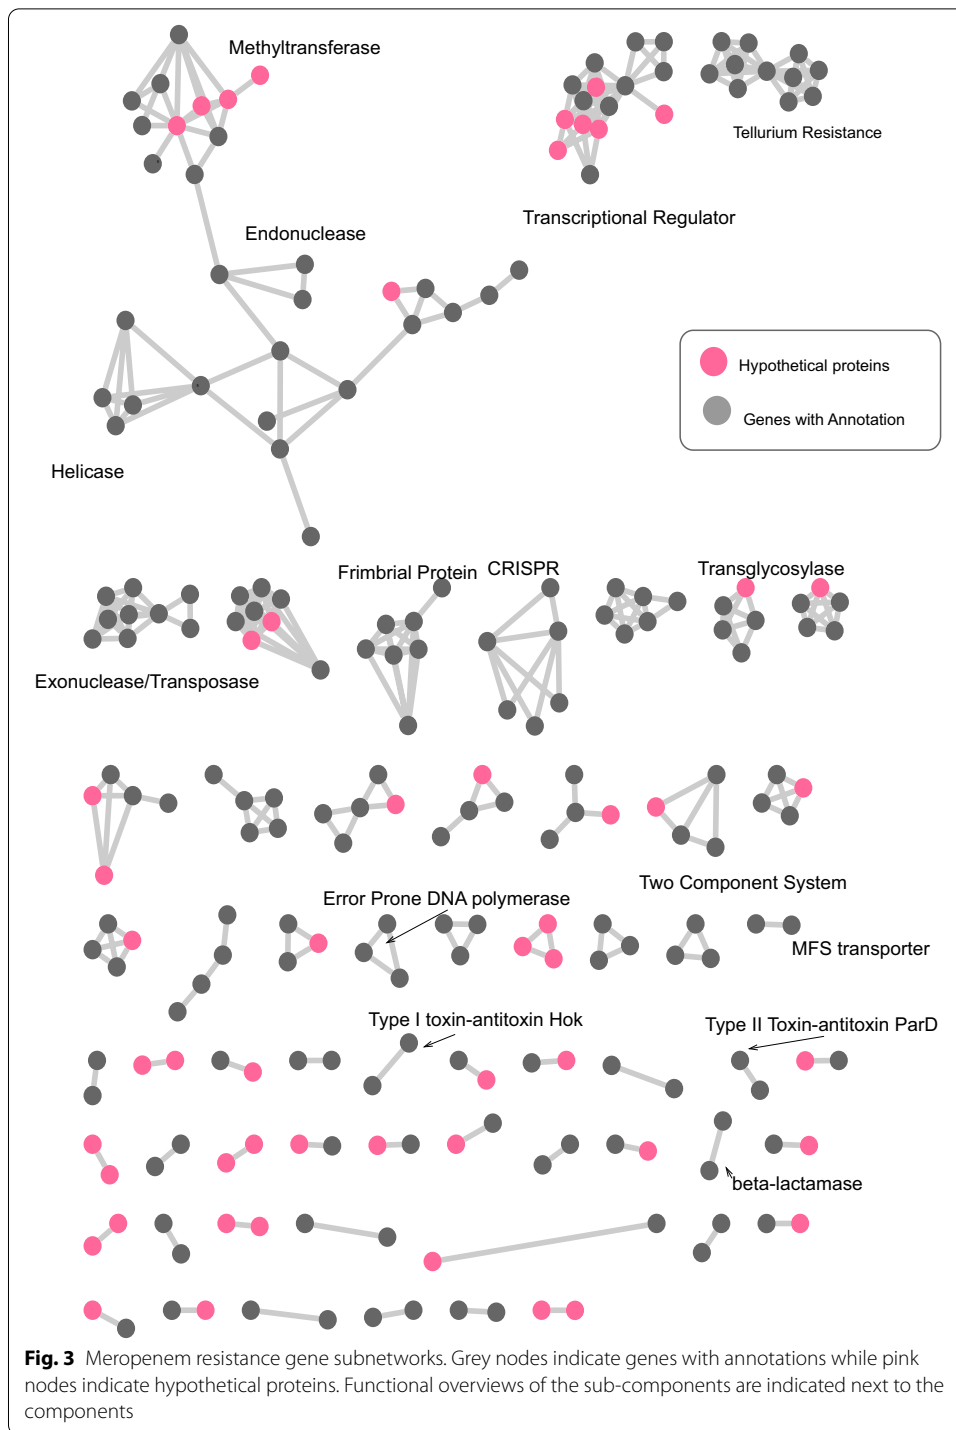 Methyltransferase
Tellurium Resistance
Transcriptional Regulator
Endonuclease
Hypothetical proteins
Genes with Annotation
Helicase
Frimbrial Protein
CRISPR
Transglycosylase
Exonuclease/Transposase
Two Component System
Error Prone DNA polymerase
MFS transporter
Type I toxin-antitoxin Hok
Type II Toxin-antitoxin ParD
beta-lactamase
Fig. 3 Meropenem resistance gene subnetworks. Grey nodes indicate genes with annotations while pink
nodes indicate hypothetical proteins. Functional overviews of the sub-components are indicated next to the
components